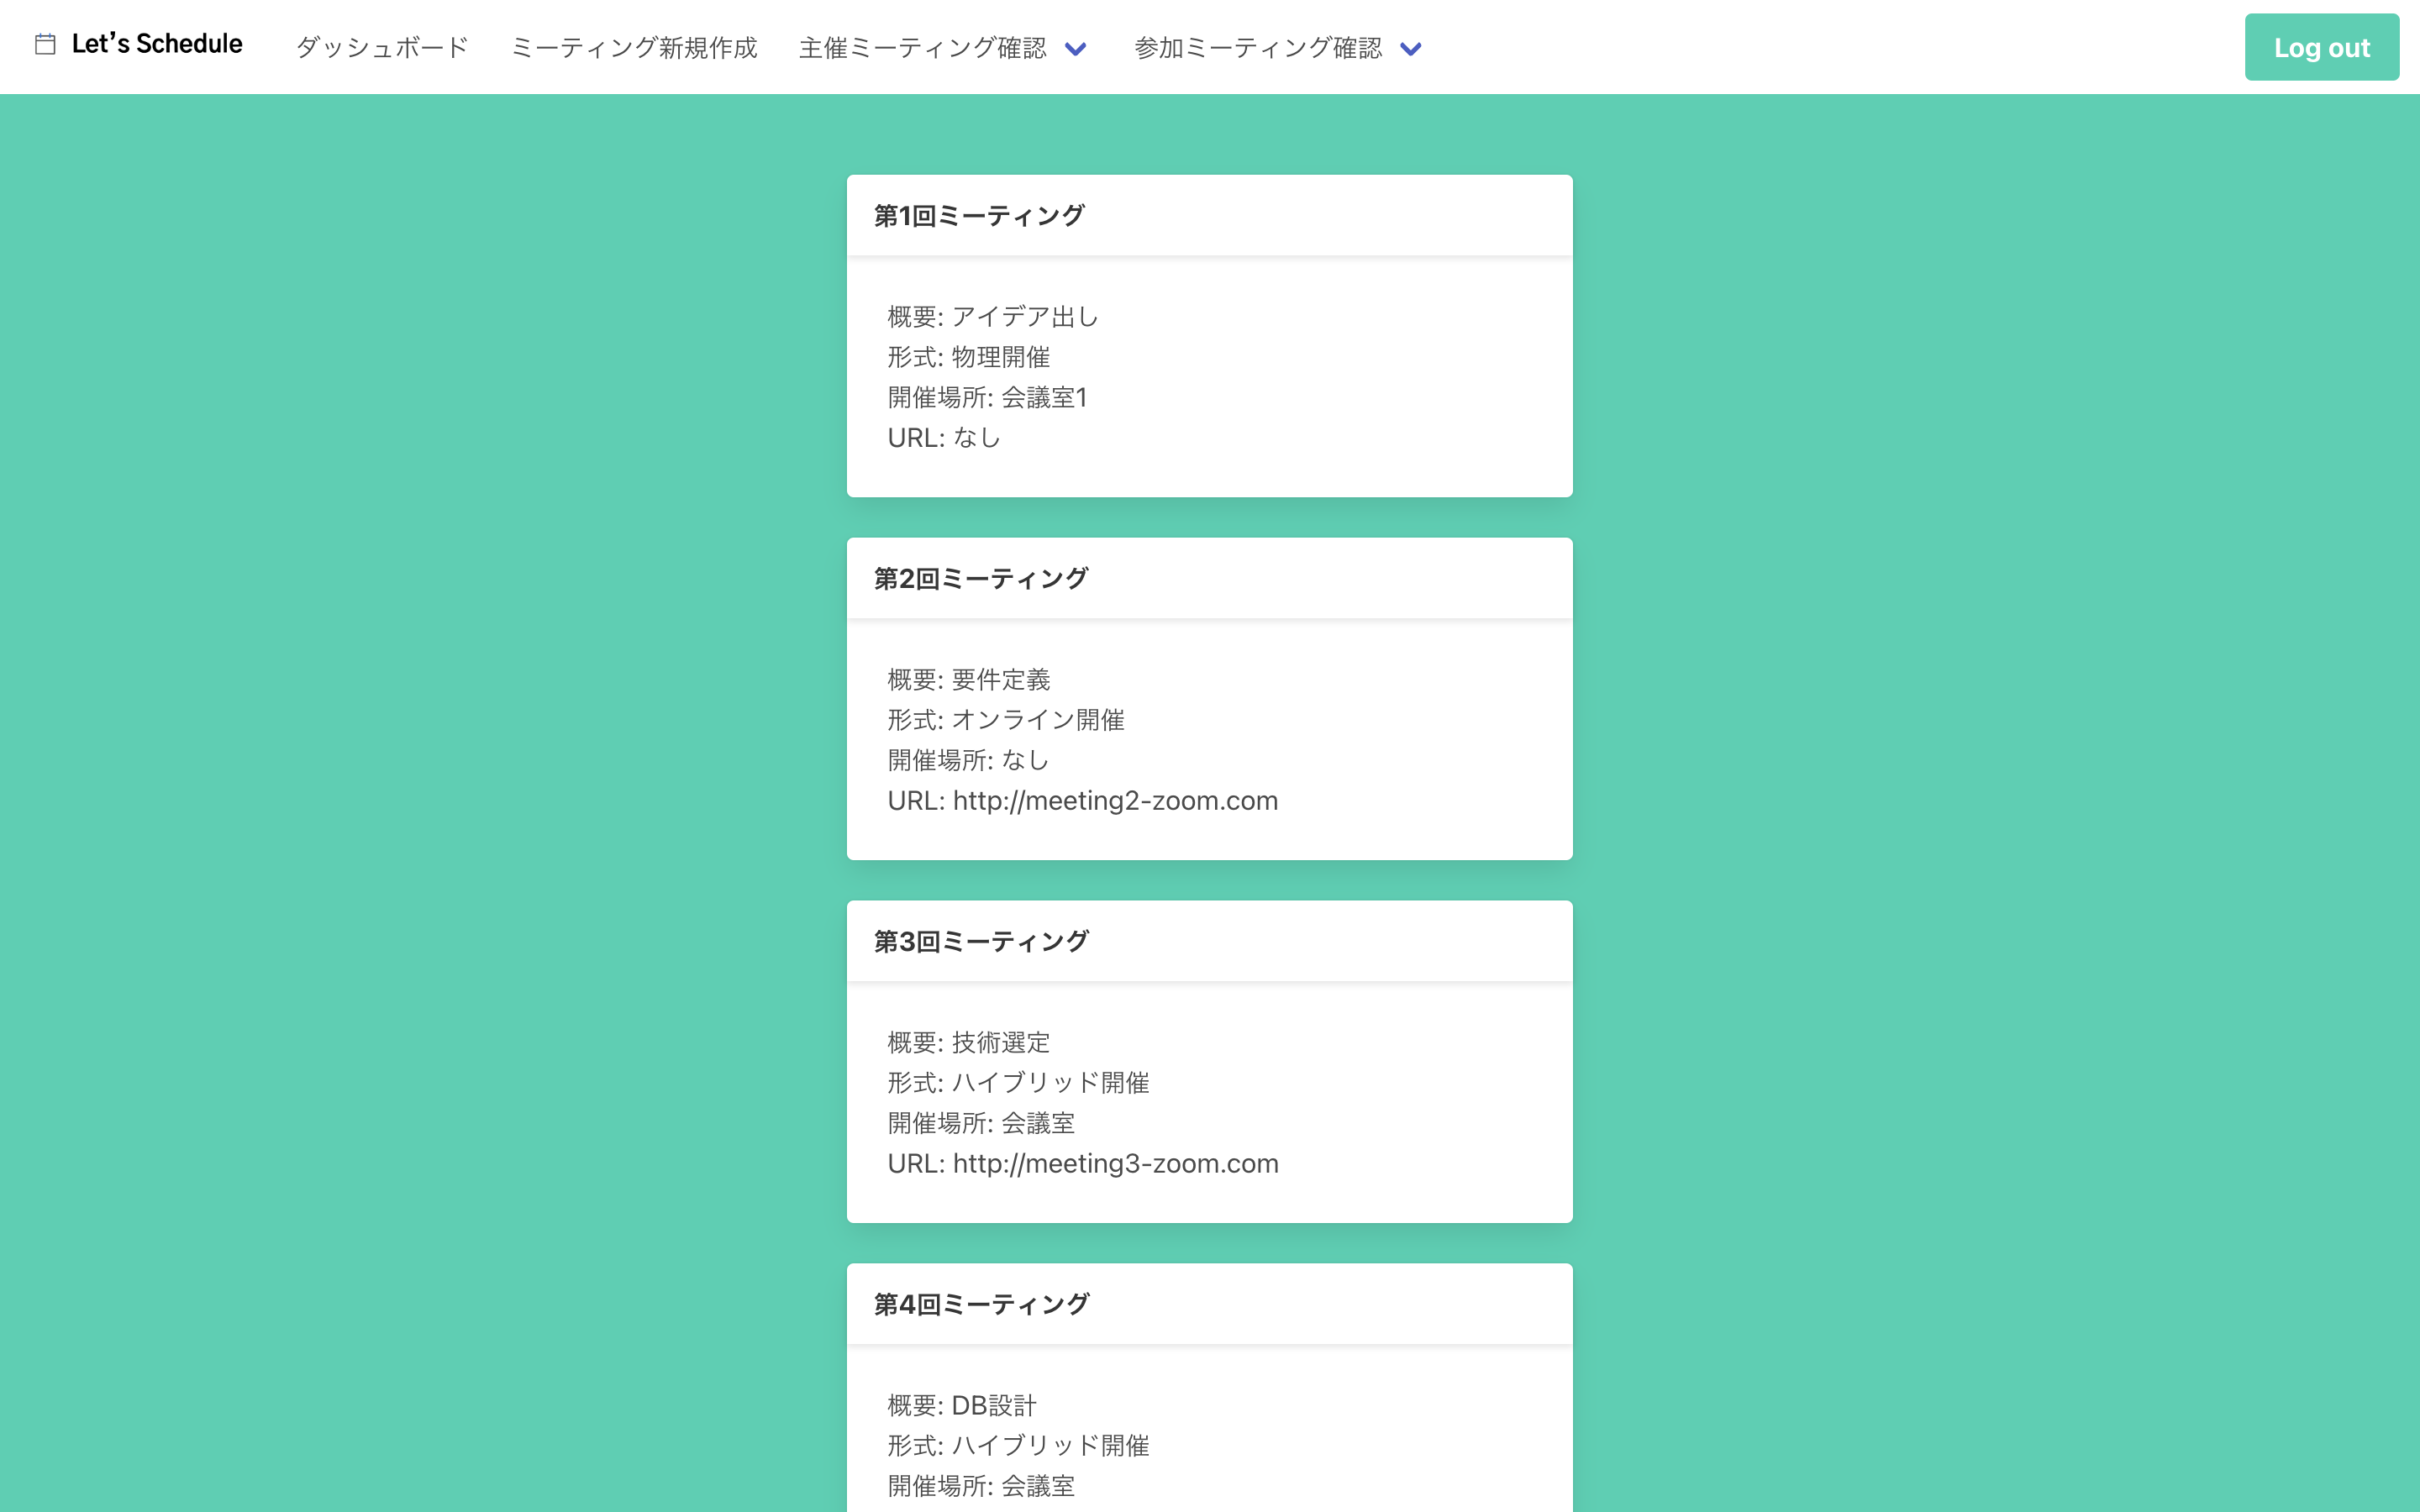 Let's Schedule
ダッシュボード
ミーティング新規作成
主催ミーティング確認
参加ミーティング確認
Log out
第1回ミーティング
概要: アイデア出し
形式: 物理開催
開催場所: 会議室1
URL: なし
第2回ミーティング
概要: 要件定義
形式: オンライン開催
開催場所: なし
URL: http://meeting2-zoom.com
第3回ミーティング
概要: 技術選定
形式: ハイブリッド開催
開催場所: 会議室
URL: http://meeting3-zoom.com
第4回ミーティング
概要: DB設計
形式: ハイブリッド開催
開催場所: 会議室